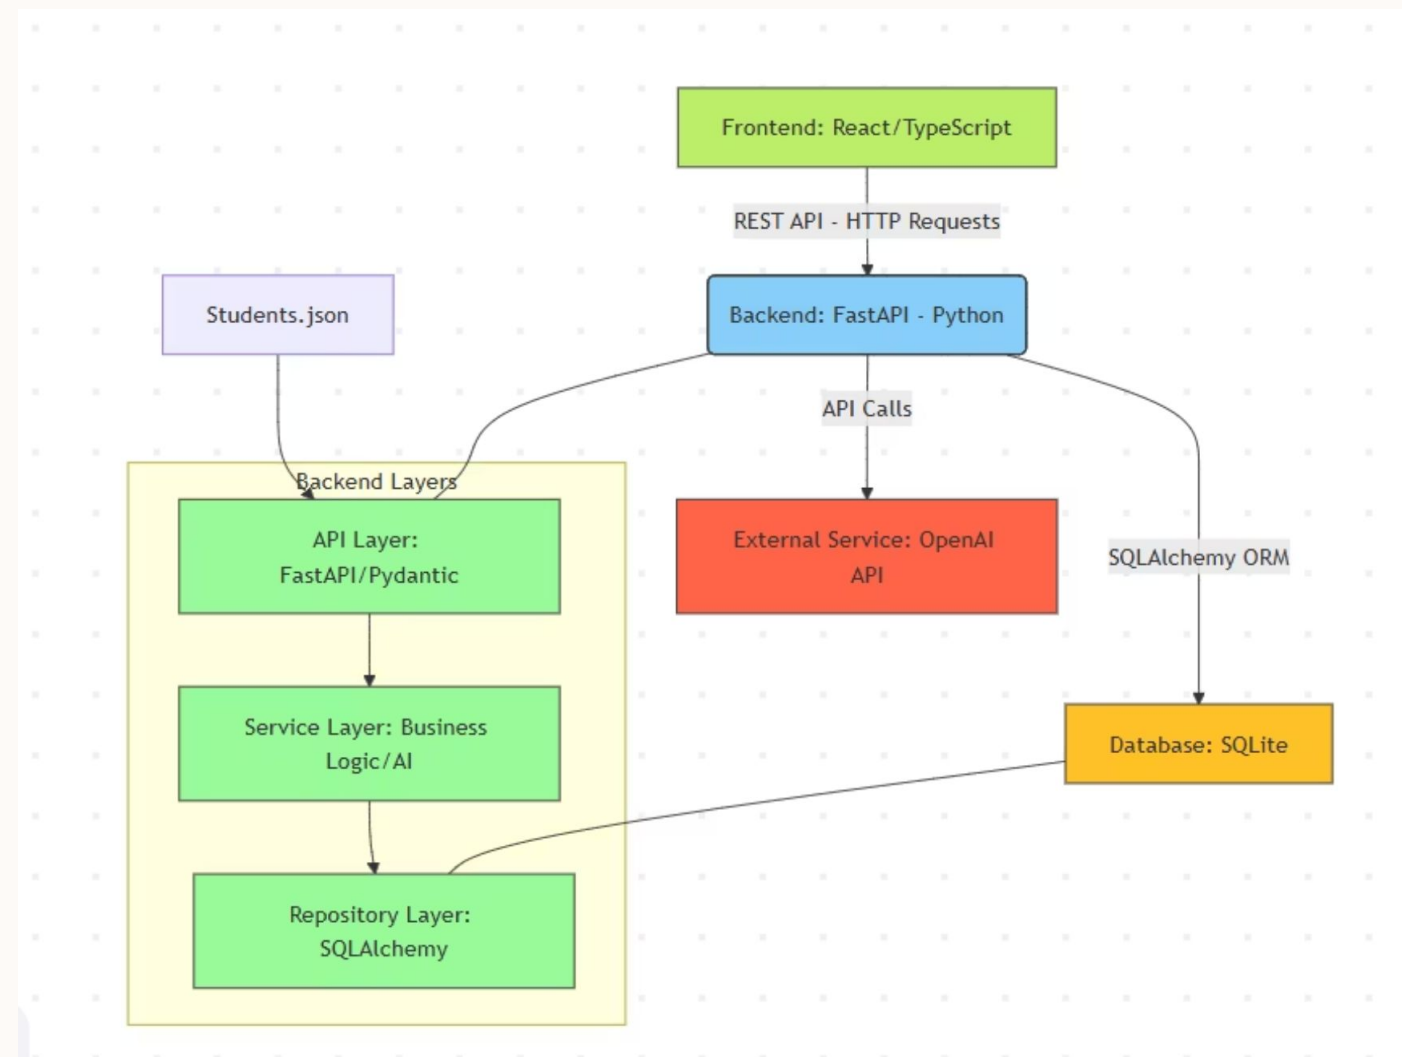 Frontend: React/TypeScript
REST API - HTTP Requests
Students.json
Backend: FastAPI - Python
API Calls
Backend Layers
API Layer:
FastAPI/Pydantic
External Service: OpenAI
API
SQLAlchemy ORM
Service Layer: Business
Logic/AI
Database: SQLite
Repository Layer:
SQLAlchemy